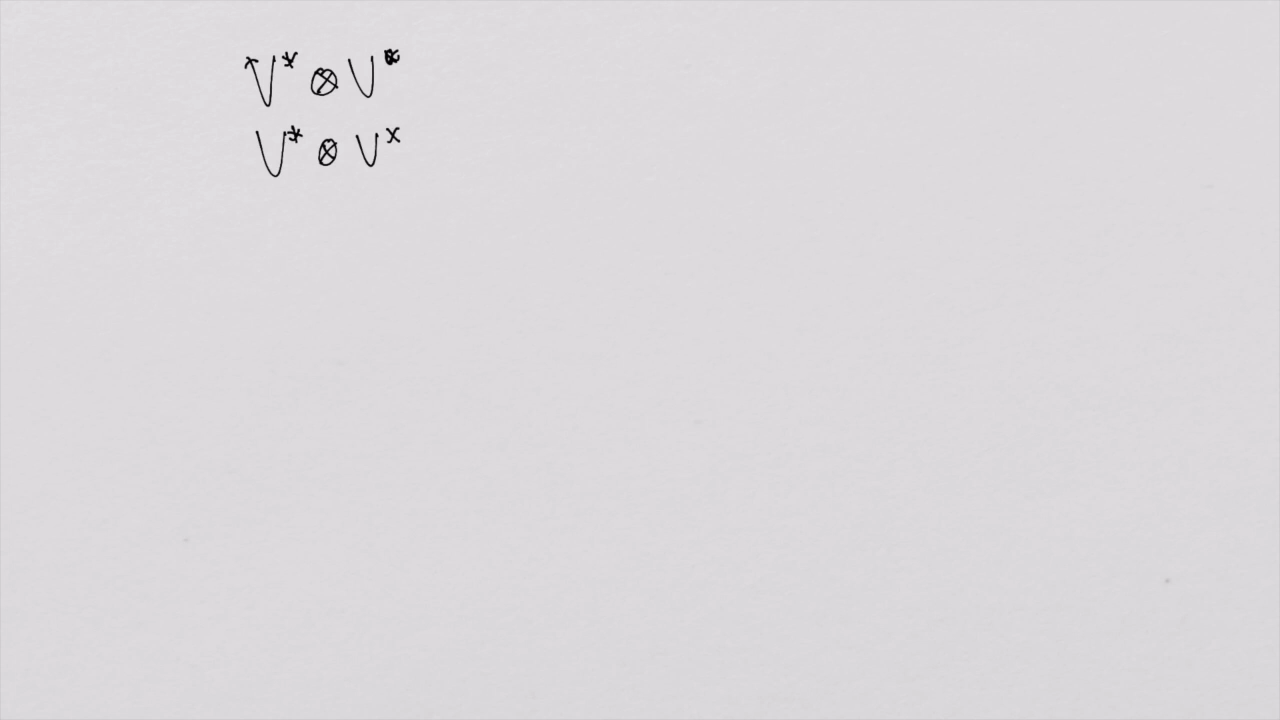 V* ⊗ V*
V* ⊗ V^x